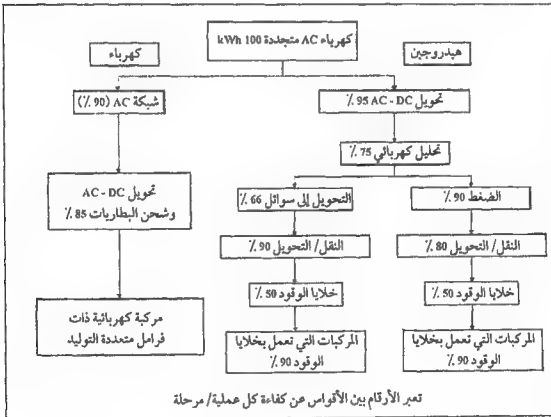 كهرباء AC متجددة 100 kWh
كهرباء
هيدروجين
شبكة AC (90 ٪)
تحويل AC - DC 95 ٪
تحليل كهربائي 75 ٪
تحويل AC - DC
وشحن البطاريات 85 ٪
التحويل إلى سوائل 66 ٪
الضغط 90 ٪
النقل/ التحويل 90 ٪
النقل/ التحويل 80 ٪
خلايا الوقود 50 ٪
خلايا الوقود 50 ٪
مركبة كهربائية ذات
فرامل متعددة التوليد
المركبات التي تعمل بخلايا
الوقود 90 ٪
المركبات التي تعمل بخلايا
الوقود 90 ٪
تعبر الأرقام بين الأقواس عن كفاءة كل عملية/ مرحلة